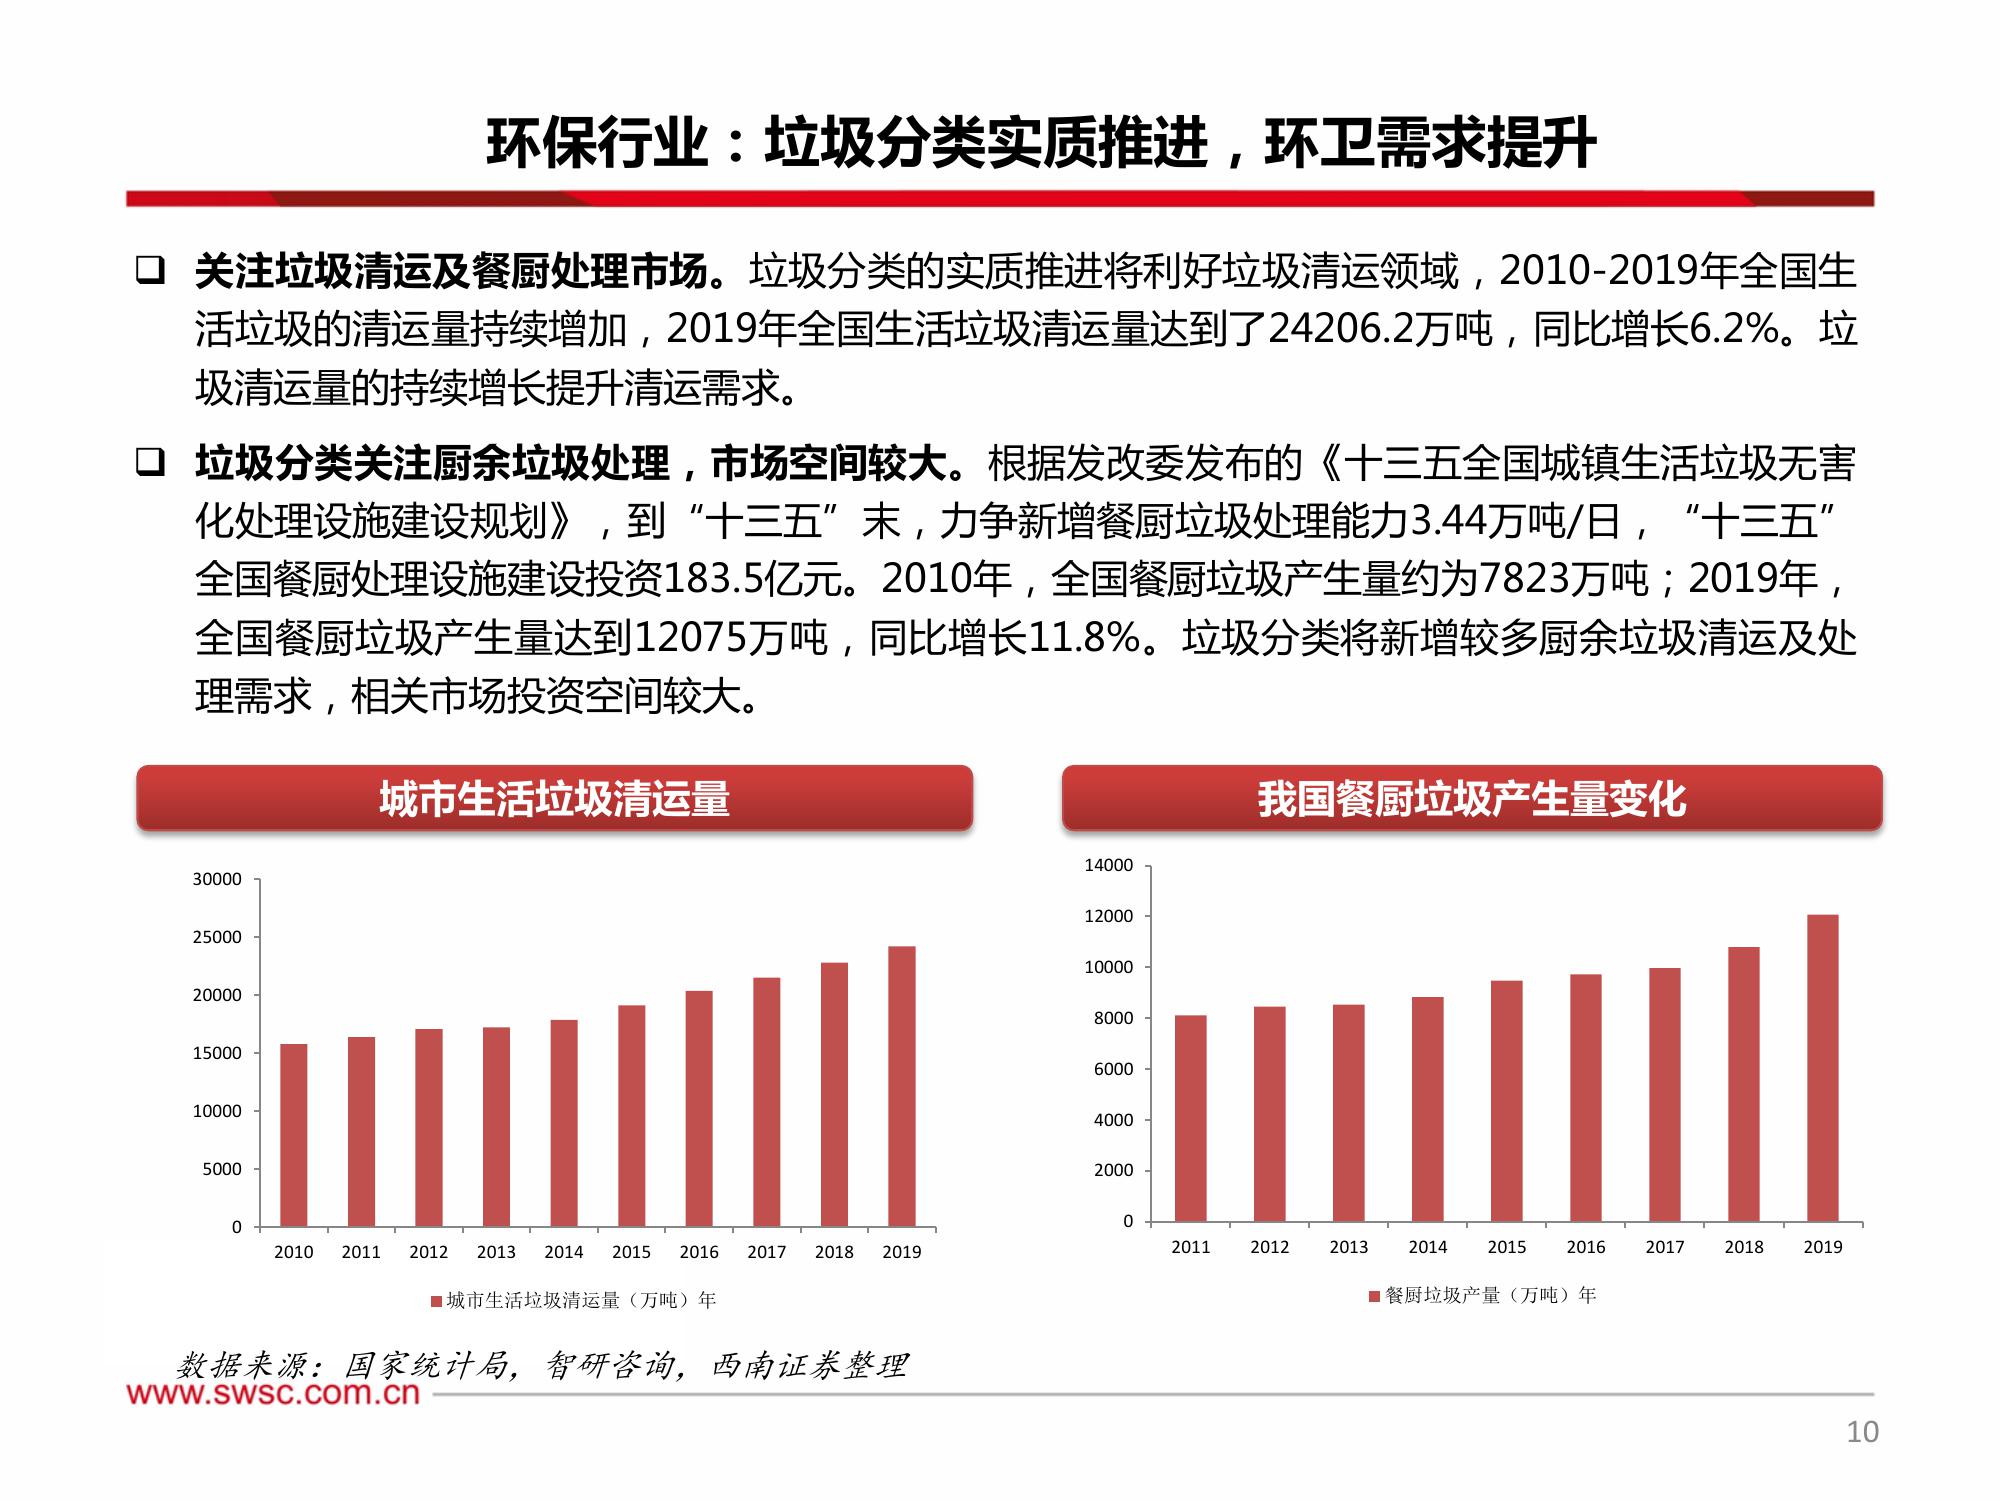 环保行业：垃圾分类实质推进，环卫需求提升
❑ 关注垃圾清运及餐厨处理市场。垃圾分类的实质推进将利好垃圾清运领域，2010-2019年全国生
活垃圾的清运量持续增加，2019年全国生活垃圾清运量达到了24206.2万吨，同比增长6.2%。垃
圾清运量的持续增长提升清运需求。
❑ 垃圾分类关注厨余垃圾处理，市场空间较大。根据发改委发布的《十三五全国城镇生活垃圾无害
化处理设施建设规划》，到“十三五”末，力争新增餐厨垃圾处理能力3.44万吨/日，“十三五”
全国餐厨处理设施建设投资183.5亿元。2010年，全国餐厨垃圾产生量约为7823万吨；2019年，
全国餐厨垃圾产生量达到12075万吨，同比增长11.8%。垃圾分类将新增较多厨余垃圾清运及处
理需求，相关市场投资空间较大。
城市生活垃圾清运量
30000
25000
20000
15000
10000
5000
0
2010 2011 2012 2013 2014 2015 2016 2017 2018 2019
城市生活垃圾清运量（万吨）年
我国餐厨垃圾产生量变化
14000
12000
10000
8000
6000
4000
2000
0
2011 2012 2013 2014 2015 2016 2017 2018 2019
餐厨垃圾产量（万吨）年
数据来源：国家统计局，智研咨询，西南证券整理
www.swsc.com.cn
10